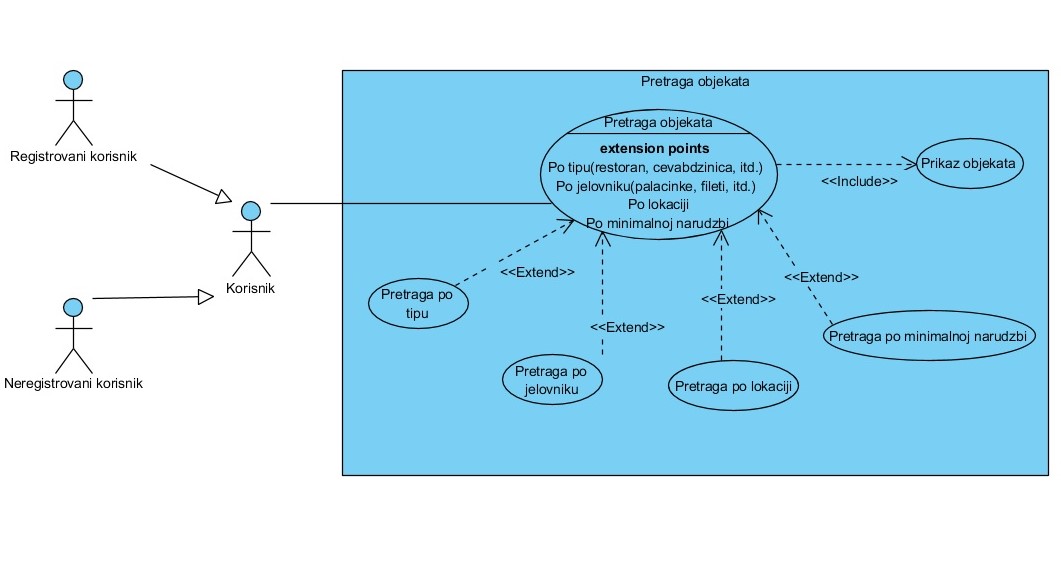 Pretraga objekata
Registrovani korisnik
Pretraga objekata
extension points
Po tipu(restoran, cevabdzinica, itd.)
Po jelovniku(palacinke, fileti, itd.)
Po lokaciji
Po minimalnoj narudzbi
Prikaz objekata
<<Include>>
Korisnik
<<Extend>>
<<Extend>>
<<Extend>>
<<Extend>>
Pretraga po
tipu
Pretraga po minimalnoj narudzbi
Neregistrovani korisnik
Pretraga po
jelovniku
Pretraga po lokaciji